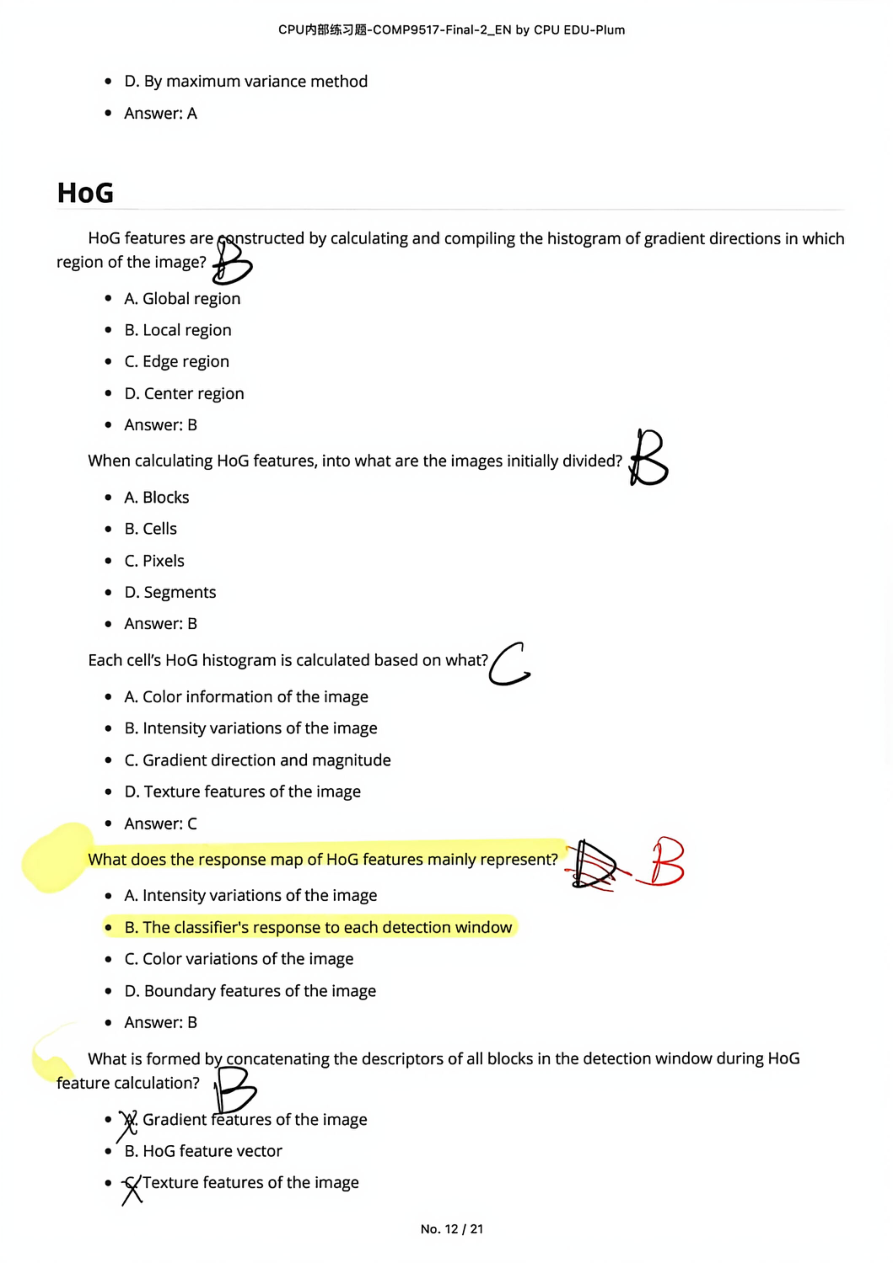 CPU内部练习题-COMP9517-Final-2_EN by CPU EDU-Plum
• D. By maximum variance method
• Answer: A
HoG
HoG features are constructed by calculating and compiling the histogram of gradient directions in which
region of the image? B
• A. Global region
• B. Local region
• C. Edge region
• D. Center region
• Answer: B
When calculating HoG features, into what are the images initially divided? B
• A. Blocks
• B. Cells
• C. Pixels
• D. Segments
• Answer: B
Each cell’s HoG histogram is calculated based on what? C
• A. Color information of the image
• B. Intensity variations of the image
• C. Gradient direction and magnitude
• D. Texture features of the image
• Answer: C
What does the response map of HoG features mainly represent? D B
• A. Intensity variations of the image
• B. The classifier's response to each detection window
• C. Color variations of the image
• D. Boundary features of the image
• Answer: B
What is formed by concatenating the descriptors of all blocks in the detection window during HoG
feature calculation? B
• A. Gradient features of the image
• B. HoG feature vector
• C. Texture features of the image
No. 12 / 21